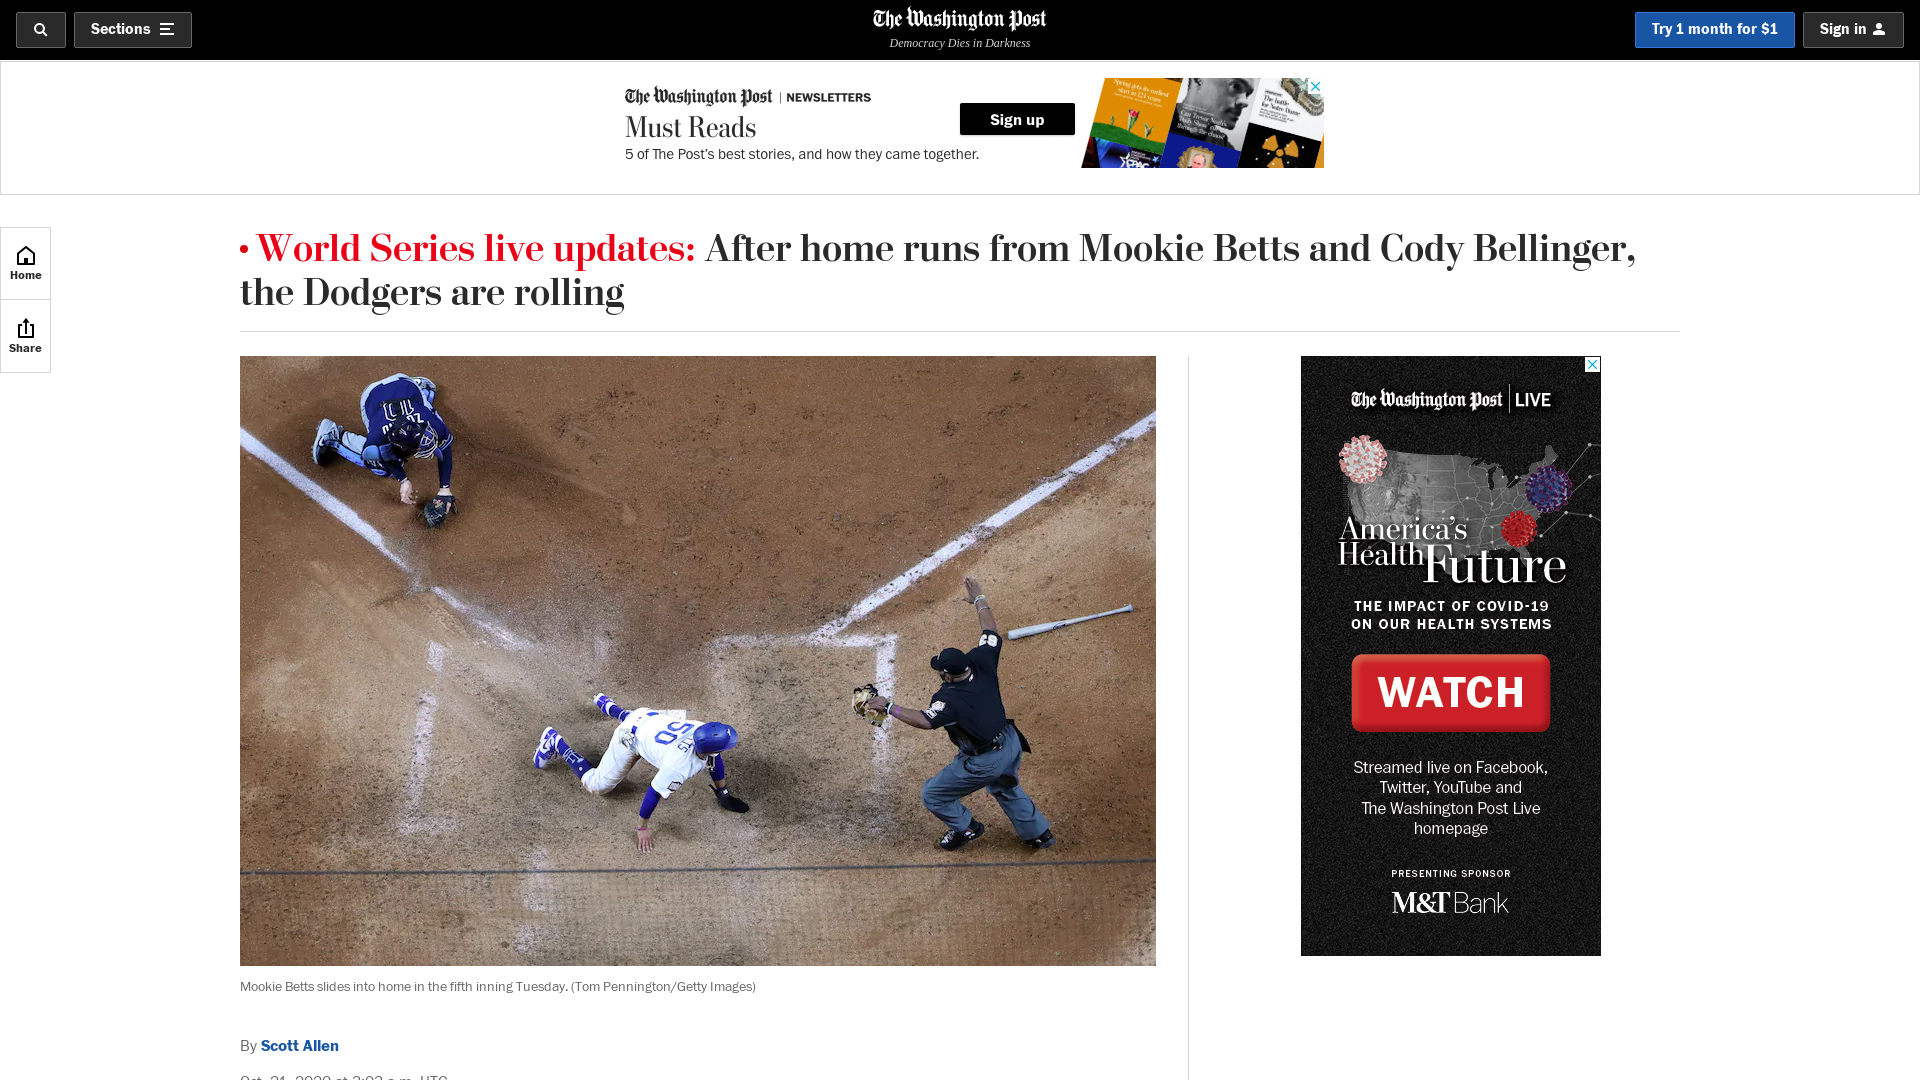 Sections
The Washington Post
Democracy Dies in Darkness
Try 1 month for $1
Sign in
The Washington Post | NEWSLETTERS
Must Reads
5 of The Post's best stories, and how they came together.
Sign up
Home
Share
• World Series live updates: After home runs from Mookie Betts and Cody Bellinger,
the Dodgers are rolling
50
Mookie Betts slides into home in the fifth inning Tuesday. (Tom Pennington/Getty Images)
By Scott Allen
The Washington Post LIVE
America's
Health Future
THE IMPACT OF COVID-19
ON OUR HEALTH SYSTEMS
WATCH
Streamed live on Facebook,
Twitter, YouTube and
The Washington Post Live
homepage
PRESENTING SPONSOR
M&T Bank